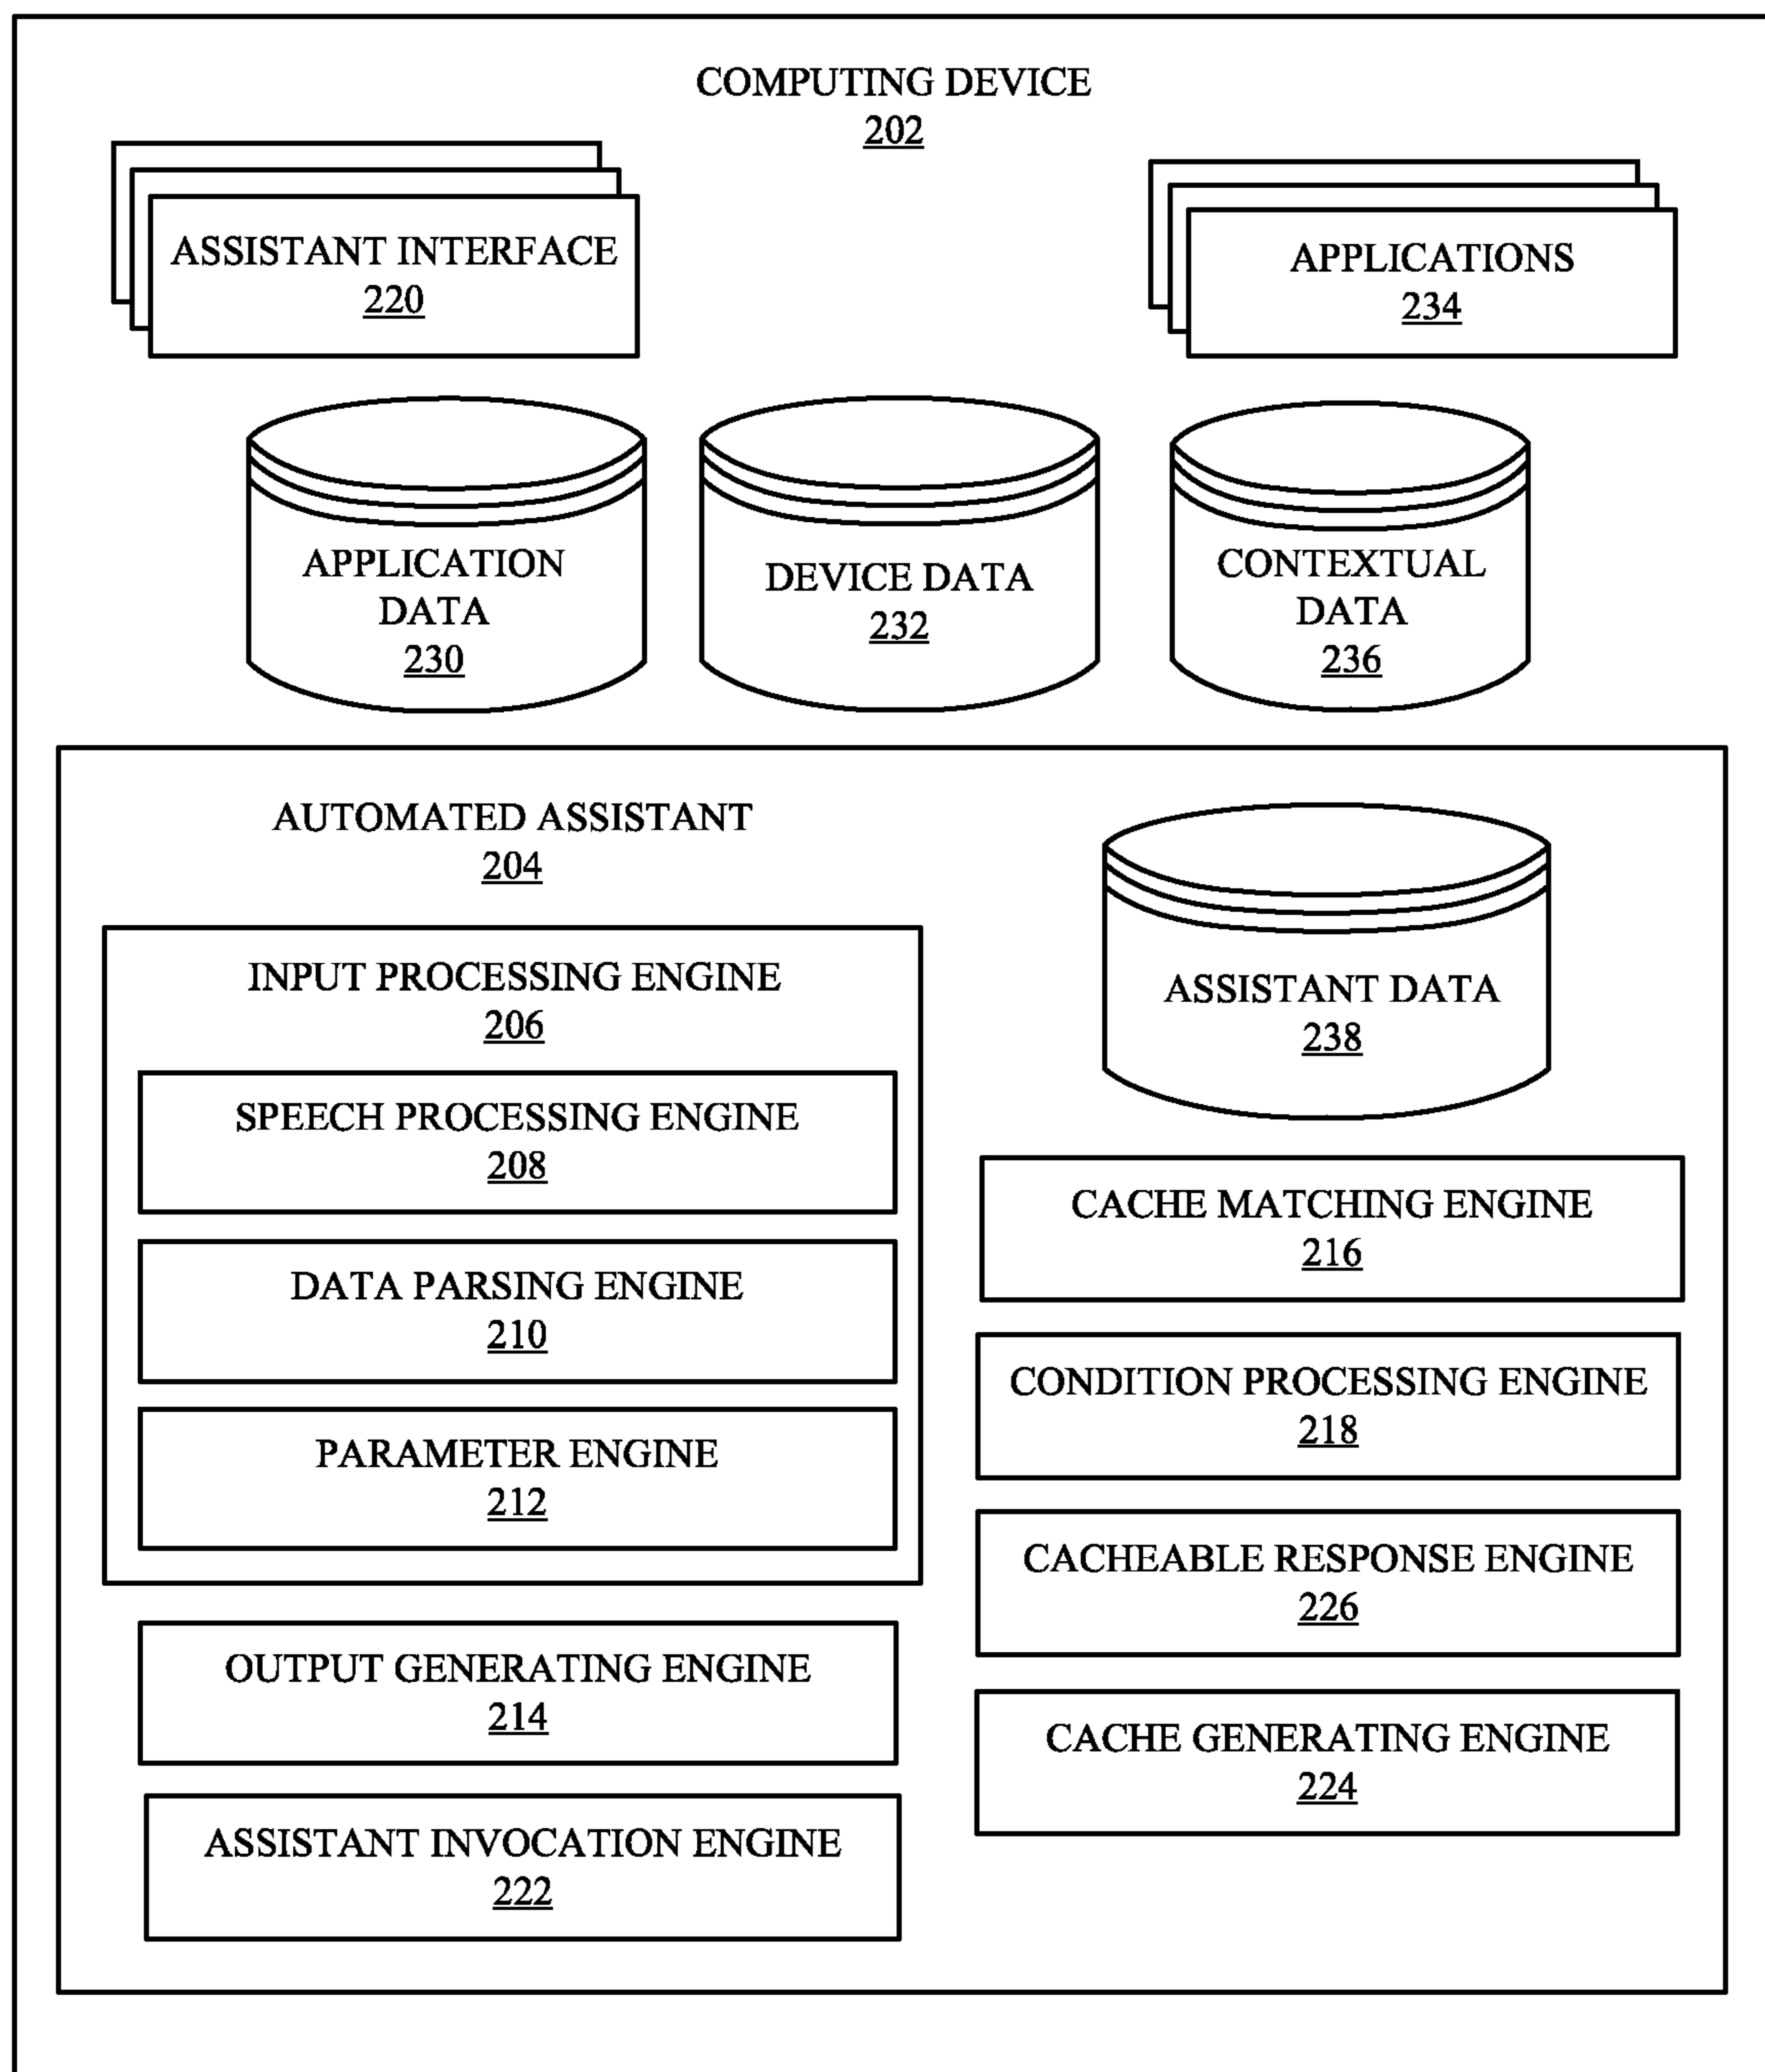 COMPUTING DEVICE
202
ASSISTANT INTERFACE
220
APPLICATIONS
234
APPLICATION
DATA
230
DEVICE DATA
232
CONTEXTUAL
DATA
236
AUTOMATED ASSISTANT
204
INPUT PROCESSING ENGINE
206
SPEECH PROCESSING ENGINE
208
DATA PARSING ENGINE
210
PARAMETER ENGINE
212
OUTPUT GENERATING ENGINE
214
ASSISTANT INVOCATION ENGINE
222
ASSISTANT DATA
238
CACHE MATCHING ENGINE
216
CONDITION PROCESSING ENGINE
218
CACHEABLE RESPONSE ENGINE
226
CACHE GENERATING ENGINE
224